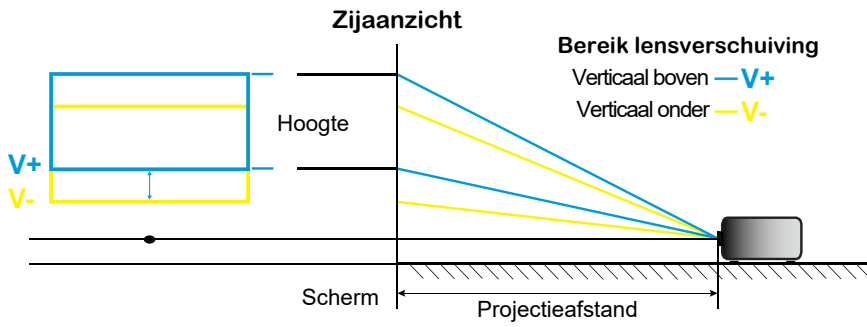 Zijaanzicht
Bereik lensverschuiving
Verticaal boven V+
Verticaal onder V-
Hoogte
V+
V-
Scherm
Projectieafstand